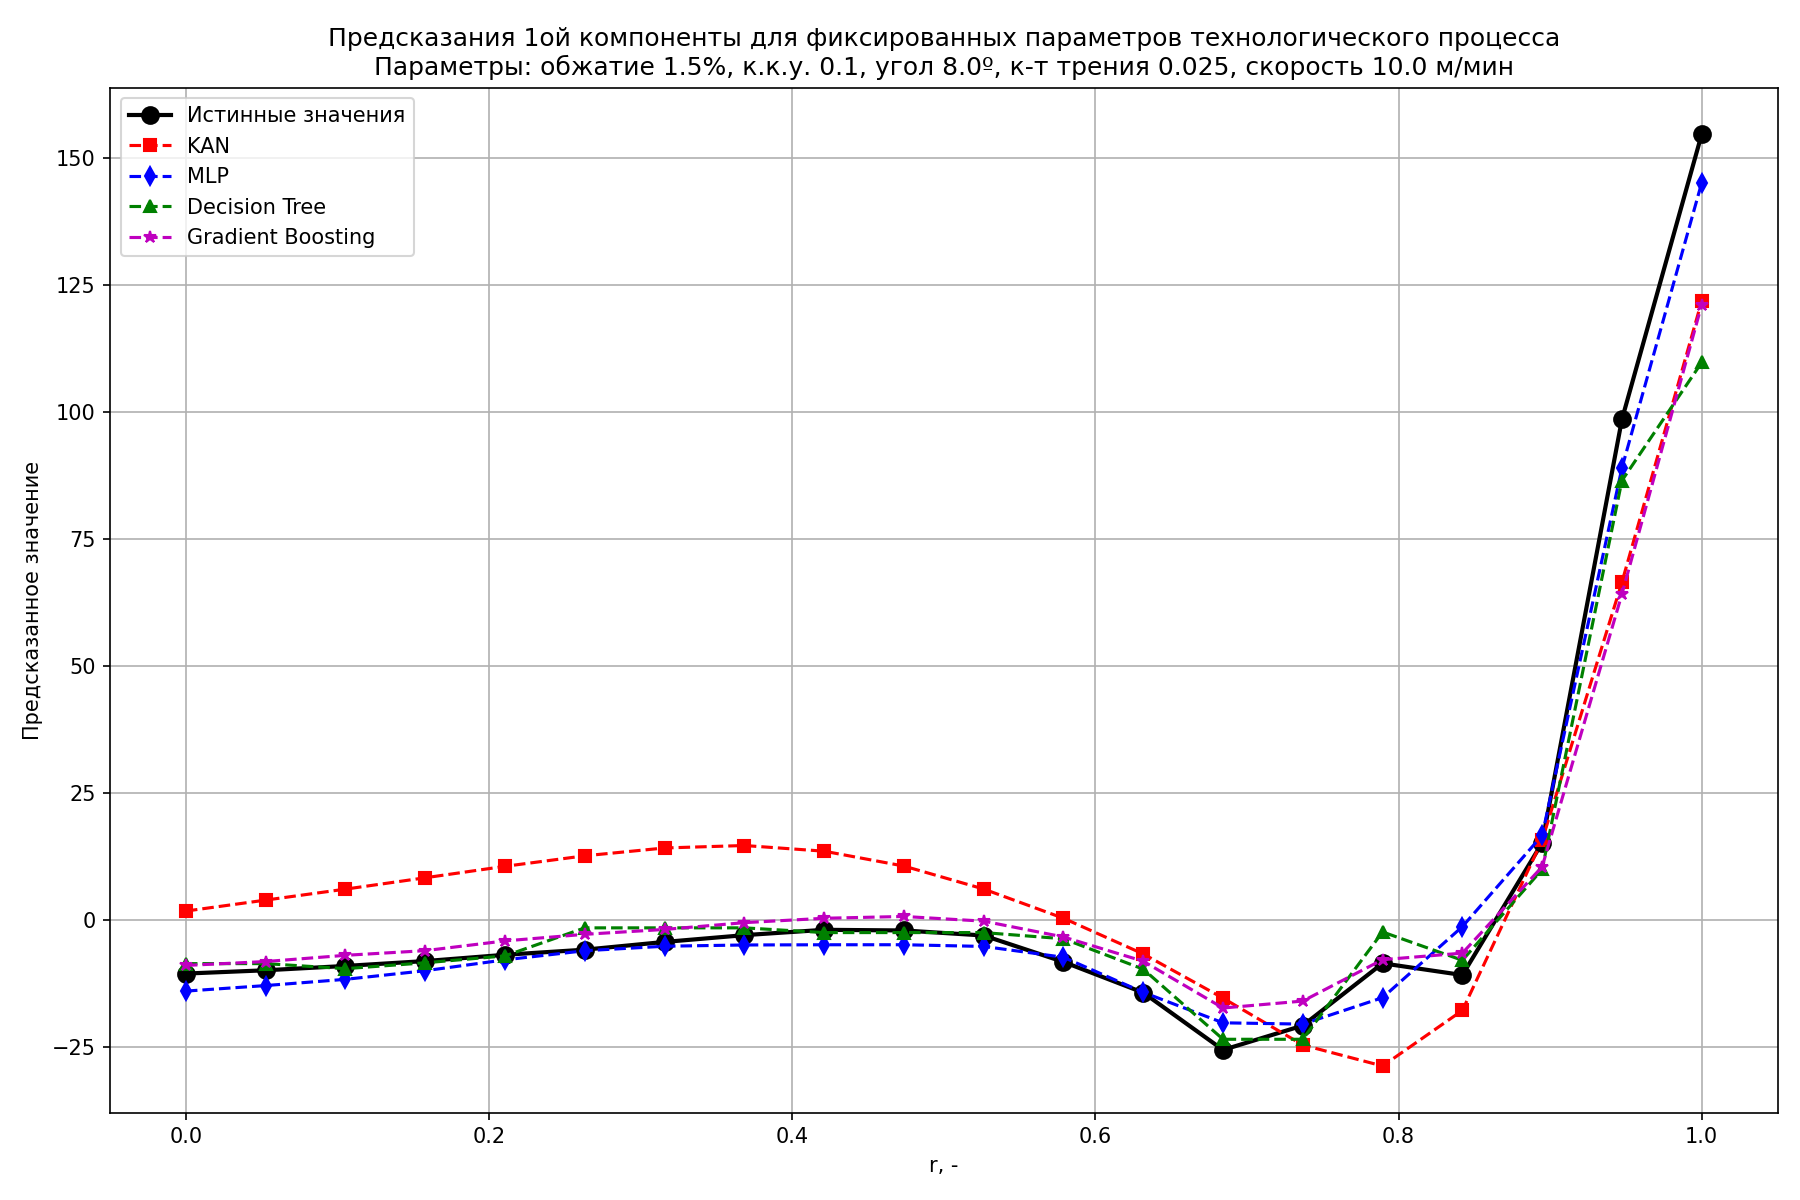 Предсказания 1ой компоненты для фиксированных параметров технологического процесса
Параметры: обжатие 1.5%, к.к.у. 0.1, угол 8.0º, к-т трения 0.025, скорость 10.0 м/мин
Истинные значения
KAN
MLP
Decision Tree
Gradient Boosting
Предсказанное значение
150
125
100
75
50
25
0
−25
0.0 0.2 0.4 0.6 0.8 1.0
r, -